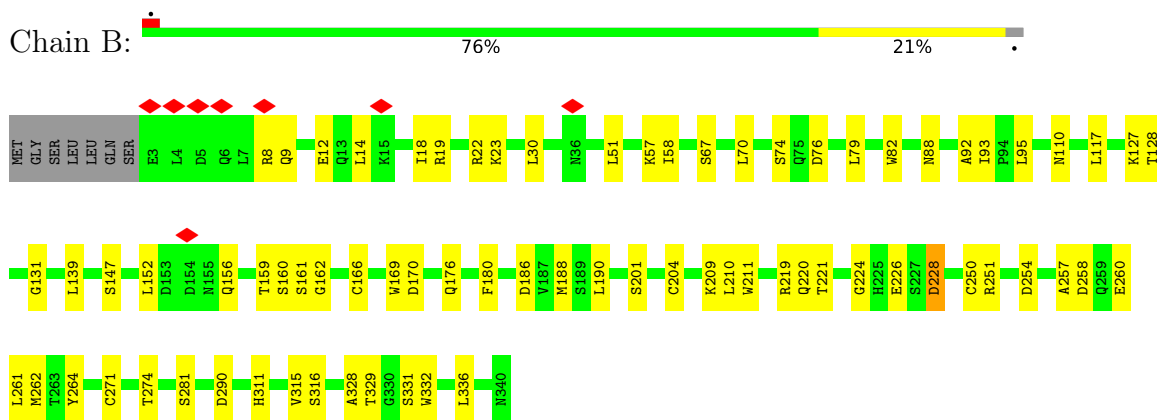 Chain B:
76% 21%
MET GLY SER LEU LEU GLN SER E3 L4 D5 Q6 L7 R8 Q9 E12 Q13 L14 K15 I18 R19 R22 K23 L30 N36 L51 K57 I58 S67 L70 S74 Q75 D76 L79 W82 N88 A92 I93 P94 L95 N110 L117 K127 T128
G131 L139 S147 L152 D153 D154 N155 Q156 T159 S160 S161 G162 C166 W169 D170 Q176 F180 D186 V187 M188 S189 L190 S201 C204 K209 L210 W211 R219 Q220 T221 G224 H225 E226 S227 D228 C250 R251 D254 A257 D258 Q259 E260
L261 M262 T263 Y264 C271 T274 S281 D290 H311 V315 S316 A328 T329 G330 S331 W332 L336 N340